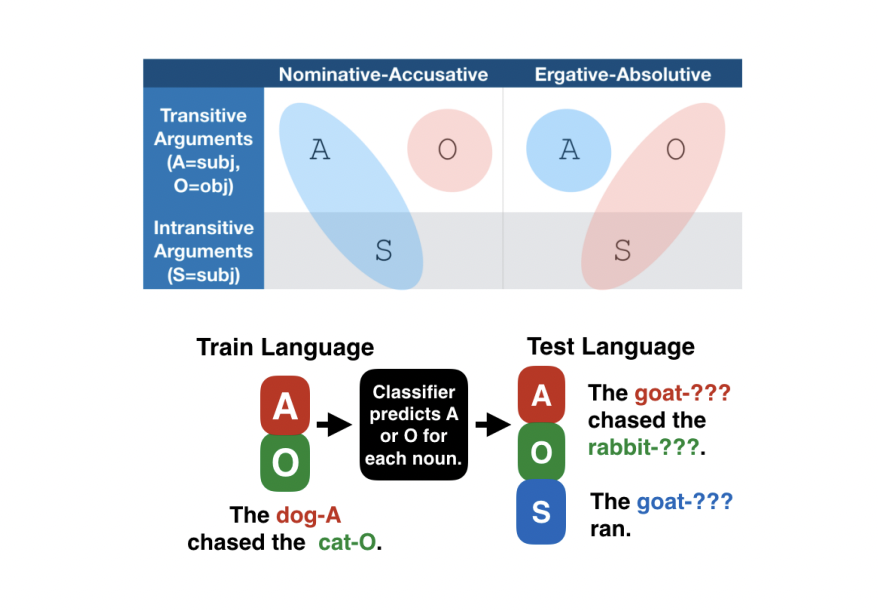 Nominative-Accusative Ergative-Absolutive
Transitive
Arguments
(A=subj,
O=obj)
A O A O
Intransitive
Arguments
(S=subj)
S S
Train Language
A
O
The dog-A
chased the cat-O.
Classifier
predicts A
or O for
each noun.
Test Language
A
O
S
The goat-???
chased the
rabbit-???.
The goat-???
ran.